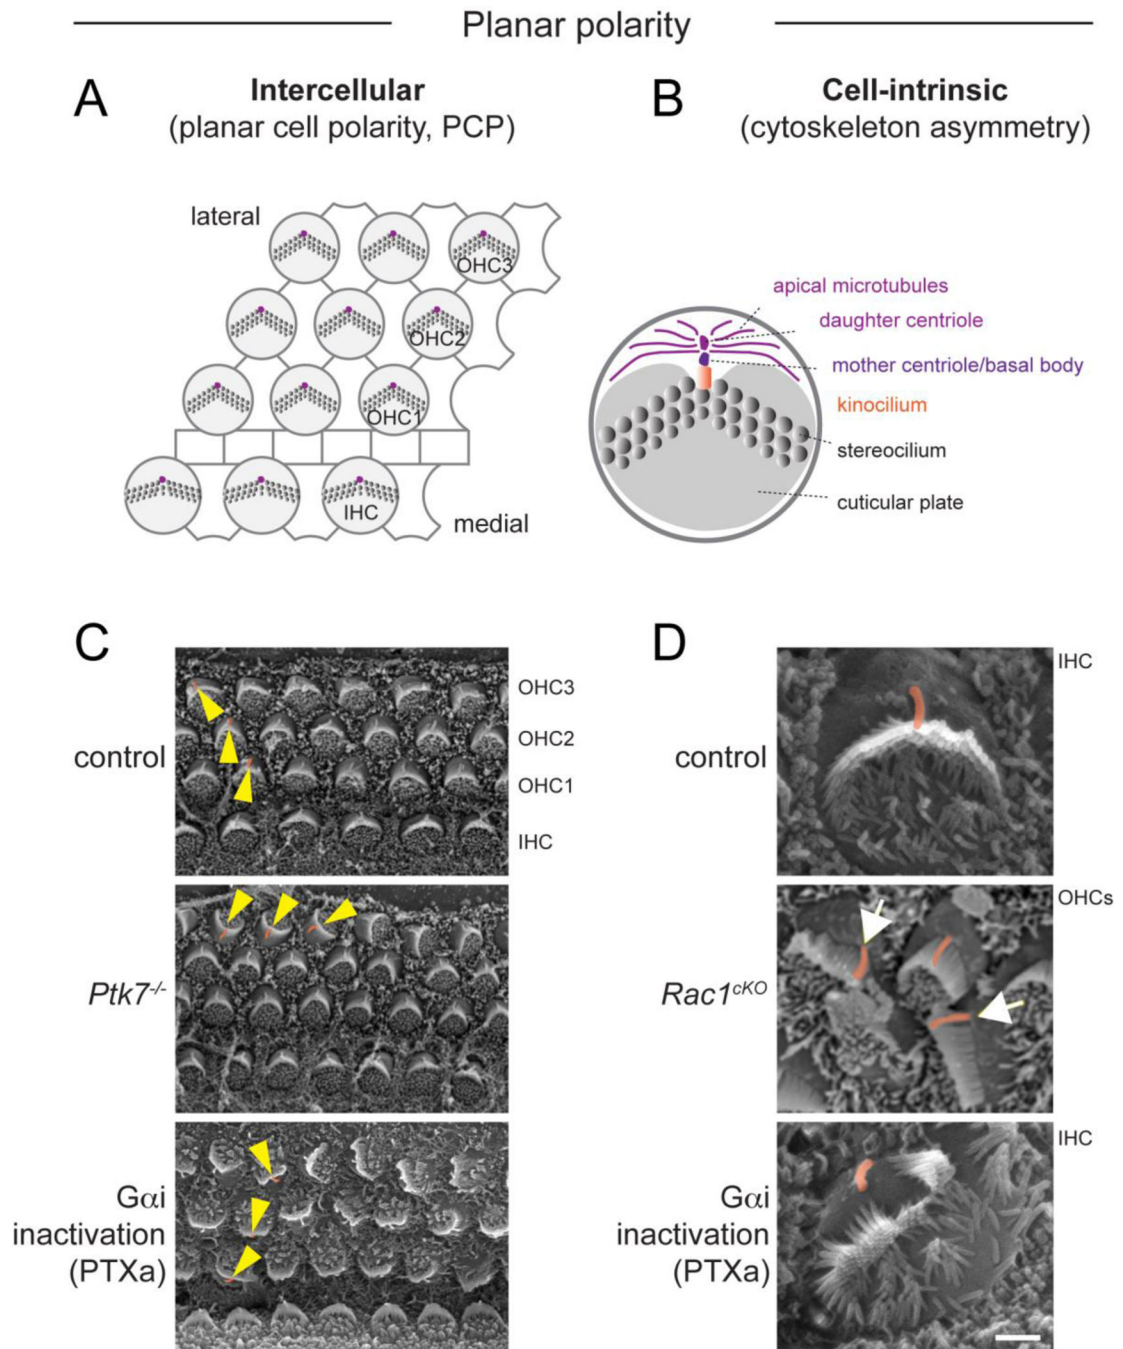 Planar polarity
A
Intercellular
(planar cell polarity, PCP)
lateral
OHC3
OHC2
OHC1
IHC
medial
B
Cell-intrinsic
(cytoskeleton asymmetry)
apical microtubules
daughter centriole
mother centriole/basal body
kinocilium
stereocilium
cuticular plate
C
control
OHC3
OHC2
OHC1
IHC
Ptk7-/-
Gαi
inactivation
(PTXa)
D
control
IHC
Rac1cKO
OHCs
Gαi
inactivation
(PTXa)
IHC